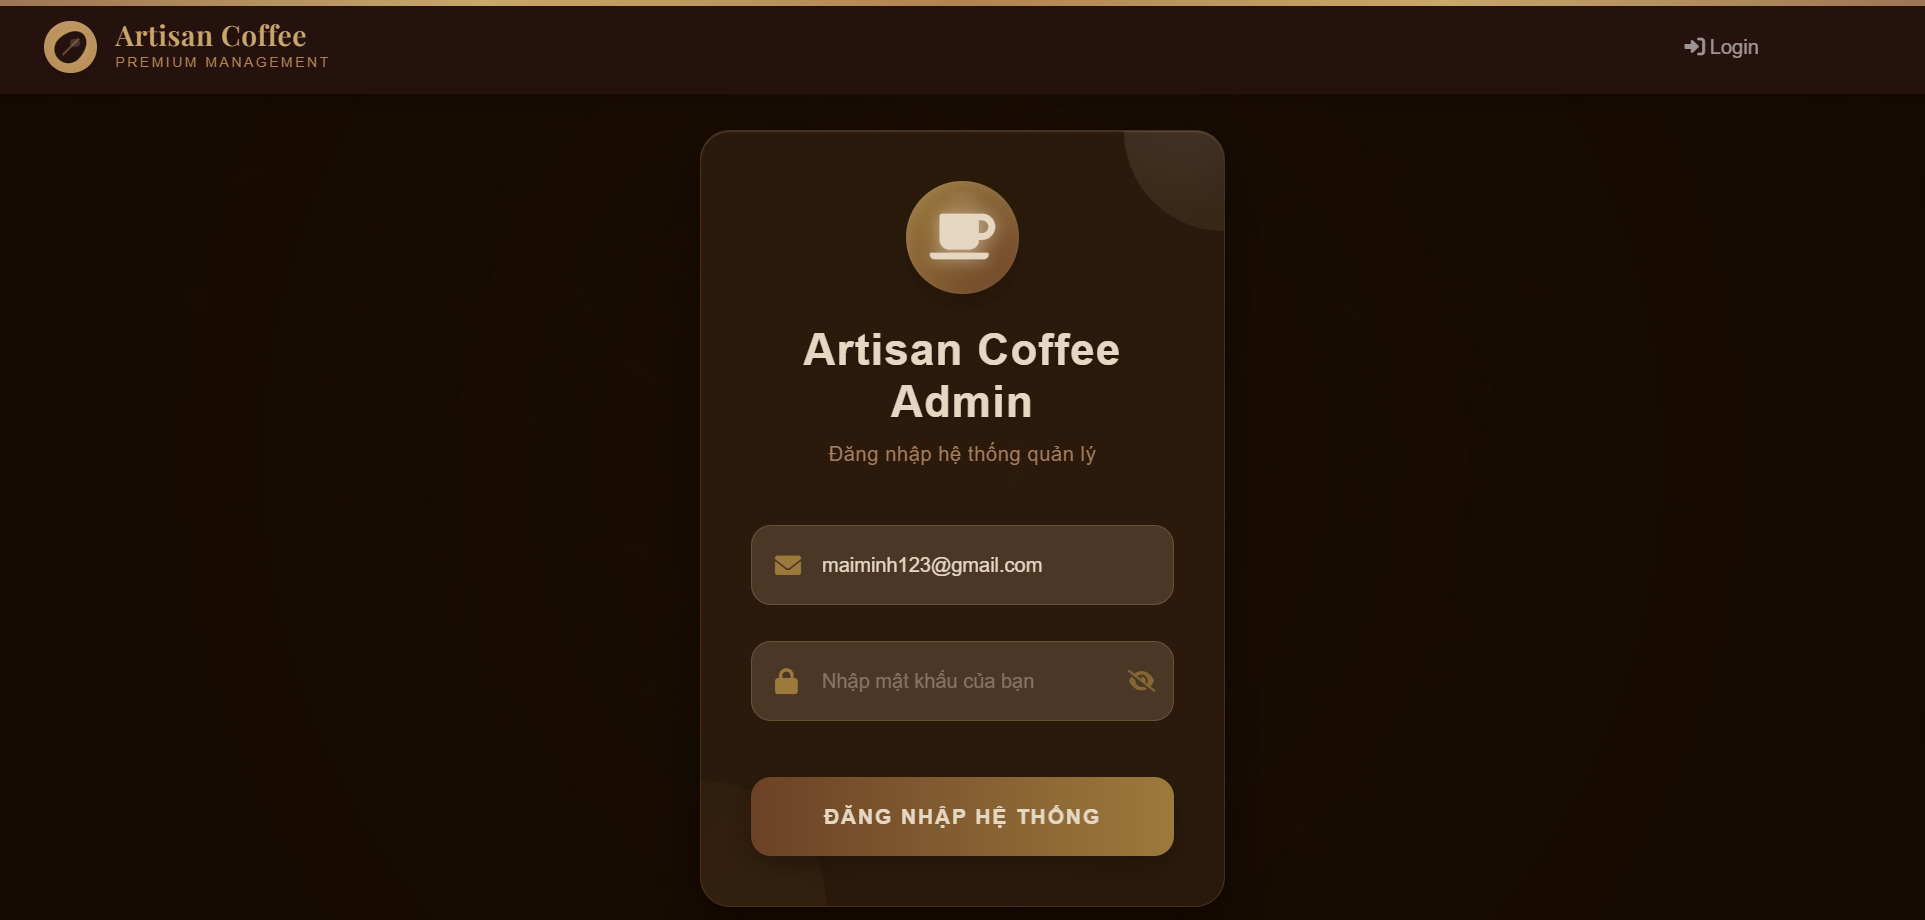 Artisan Coffee
PREMIUM MANAGEMENT
Login
Artisan Coffee
Admin
Đăng nhập hệ thống quản lý
maiminh123@gmail.com
Nhập mật khẩu của bạn
ĐĂNG NHẬP HỆ THỐNG